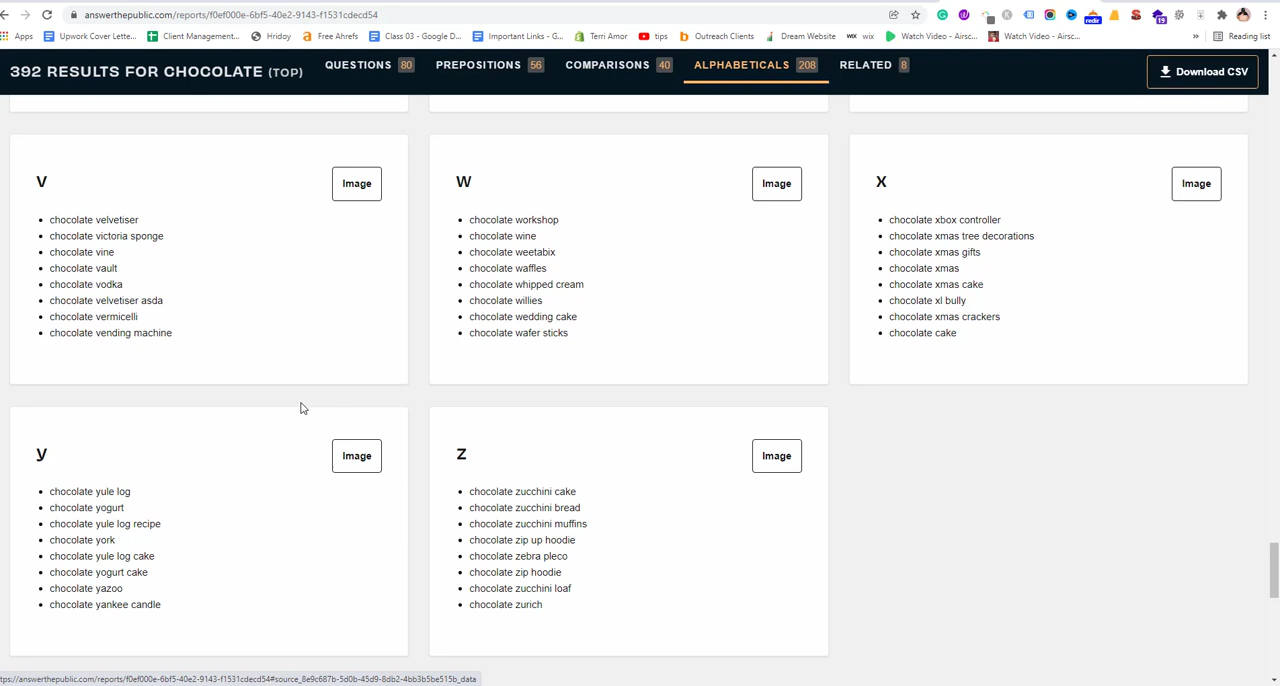 answerthepublic.com/reports/f0ef000e-6bf5-40e2-9143-f1531cdecd54
redir
19
Apps
Upwork Cover Lette...
Client Management...
Hridoy
Free Ahrefs
Class 03 - Google D...
Important Links - G...
Terri Amor
tips
Outreach Clients
Dream Website
WIX wix
Watch Video - Airsc...
Watch Video - Airsc...
»
Reading list
392 RESULTS FOR CHOCOLATE (TOP)
QUESTIONS 80
PREPOSITIONS 56
COMPARISONS 40
ALPHABETICALS 208
RELATED 8
Download CSV
V
Image
chocolate velvetiser
chocolate victoria sponge
chocolate vine
chocolate vault
chocolate vodka
chocolate velvetiser asda
chocolate vermicelli
chocolate vending machine
W
Image
chocolate workshop
chocolate wine
chocolate weetabix
chocolate waffles
chocolate whipped cream
chocolate willies
chocolate wedding cake
chocolate wafer sticks
X
Image
chocolate xbox controller
chocolate xmas tree decorations
chocolate xmas gifts
chocolate xmas
chocolate xmas cake
chocolate xl bully
chocolate xmas crackers
chocolate cake
y
Image
chocolate yule log
chocolate yogurt
chocolate yule log recipe
chocolate york
chocolate yule log cake
chocolate yogurt cake
chocolate yazoo
chocolate yankee candle
Z
Image
chocolate zucchini cake
chocolate zucchini bread
chocolate zucchini muffins
chocolate zip up hoodie
chocolate zebra pleco
chocolate zip hoodie
chocolate zucchini loaf
chocolate zurich
ttps://answerthepublic.com/reports/f0ef000e-6bf5-40e2-9143-f1531cdecd54#source_8e9c687b-5d0b-45d9-8db2-4bb3b5be515b_data